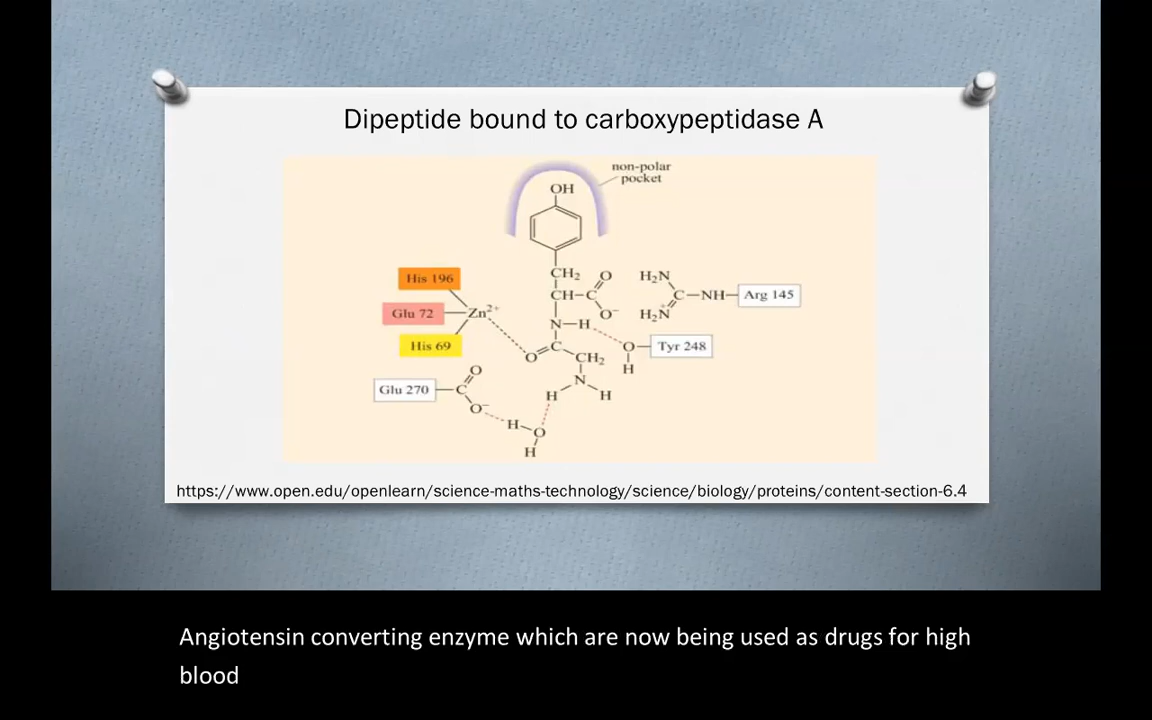 Dipeptide bound to carboxypeptidase A
non-polar
pocket
OH
His 196
CH₂
O
H₂N
CH–C
C–NH–
Arg 145
Glu 72
Zn²⁺
O⁻
H₂N⁺
N–H
His 69
O
C
O
Tyr 248
CH₂
H
Glu 270
C
O
N
H
H
O⁻
H
O
H
https://www.open.edu/openlearn/science-maths-technology/science/biology/proteins/content-section-6.4
Angiotensin converting enzyme which are now being used as drugs for high
blood